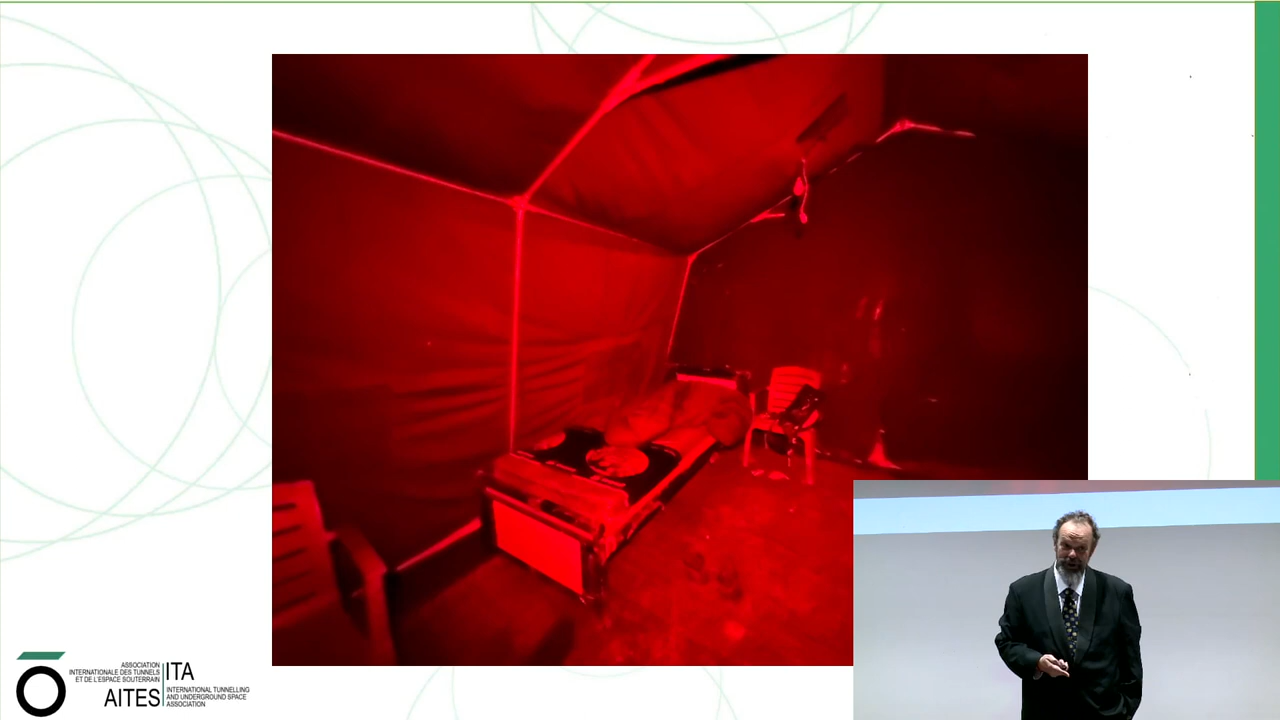 ASSOCIATION
INTERNATIONALE DES TUNNELS
ET DE L'ESPACE SOUTERRAIN
AITES
ITA
INTERNATIONAL TUNNELLING
AND UNDERGROUND SPACE
ASSOCIATION